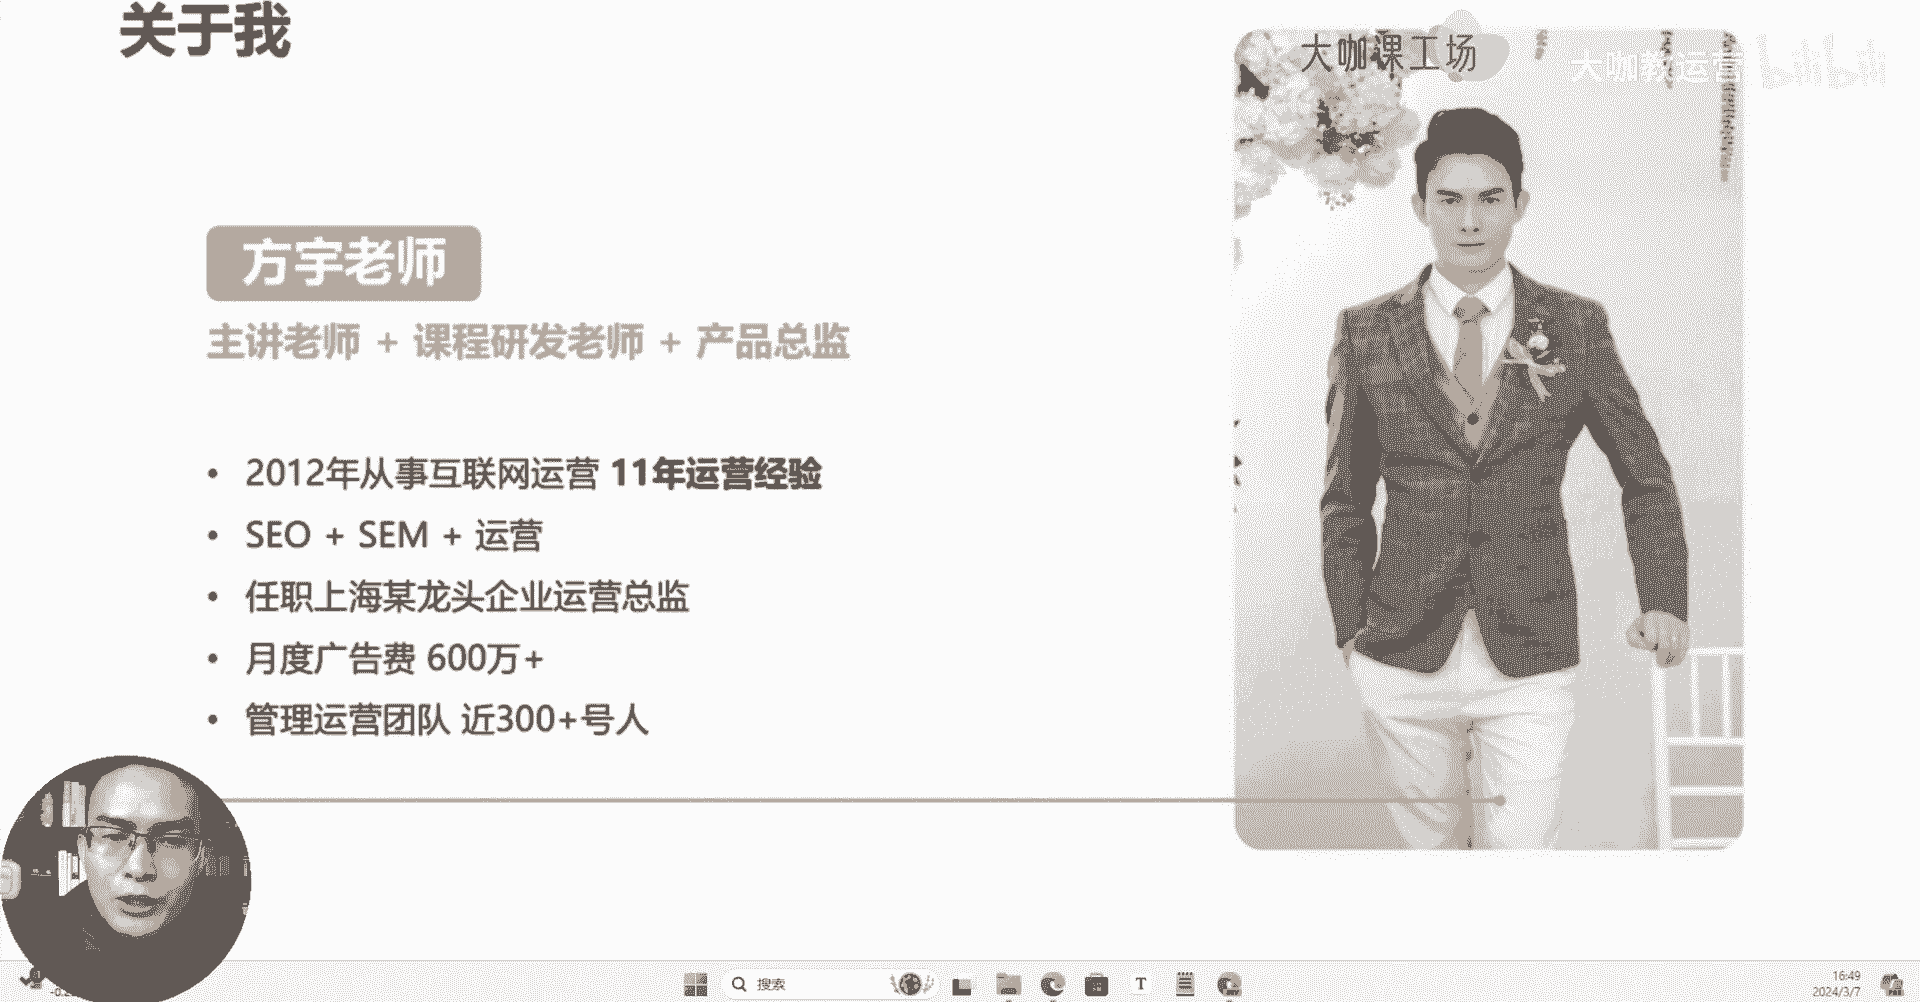 关于我
大咖课工场
大咖教运营 bilibili
方宇老师
主讲老师 + 课程研发老师 + 产品总监
• 2012年从事互联网运营 11年运营经验
• SEO + SEM + 运营
• 任职上海某龙头企业运营总监
• 月度广告费 600万+
• 管理运营团队 近300+号人
搜索
T
16:49
2024/3/7